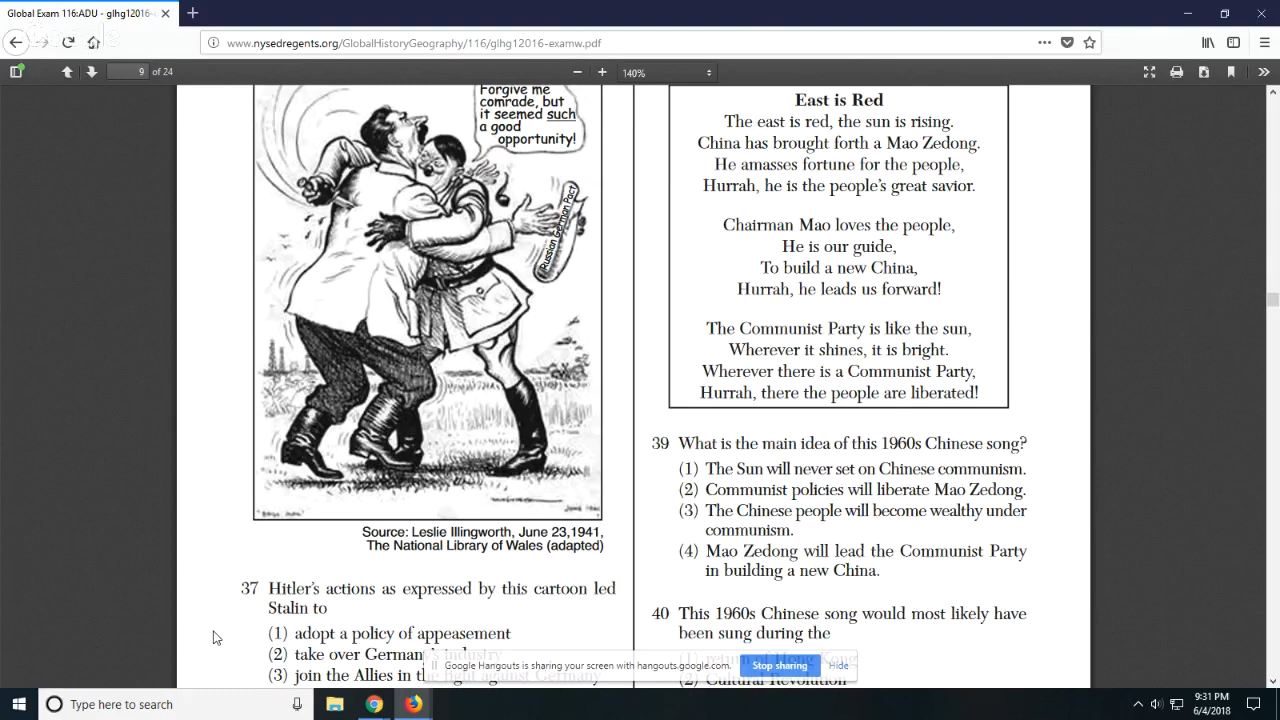 Global Exam 116:ADU - glhg12016-
www.nysedregents.org/GlobalHistoryGeography/116/glhg12016-examw.pdf
9 of 24
140%
Forgive me
comrade, but
it seemed such
a good
opportunity!
Russian German Pact
Source: Leslie Illingworth, June 23,1941,
The National Library of Wales (adapted)
37 Hitler's actions as expressed by this cartoon led
Stalin to
(1) adopt a policy of appeasement
(2) take over German's industry
(3) join the Allies in the fight against Germany
East is Red
The east is red, the sun is rising.
China has brought forth a Mao Zedong.
He amasses fortune for the people,
Hurrah, he is the people's great savior.
Chairman Mao loves the people,
He is our guide,
To build a new China,
Hurrah, he leads us forward!
The Communist Party is like the sun,
Wherever it shines, it is bright.
Wherever there is a Communist Party,
Hurrah, there the people are liberated!
39 What is the main idea of this 1960s Chinese song?
(1) The Sun will never set on Chinese communism.
(2) Communist policies will liberate Mao Zedong.
(3) The Chinese people will become wealthy under
communism.
(4) Mao Zedong will lead the Communist Party
in building a new China.
40 This 1960s Chinese song would most likely have
been sung during the
(1) return of Hong Kong
(2) Cultural Revolution
Google Hangouts is sharing your screen with hangouts.google.com.
Stop sharing
Hide
Type here to search
9:31 PM
6/4/2018